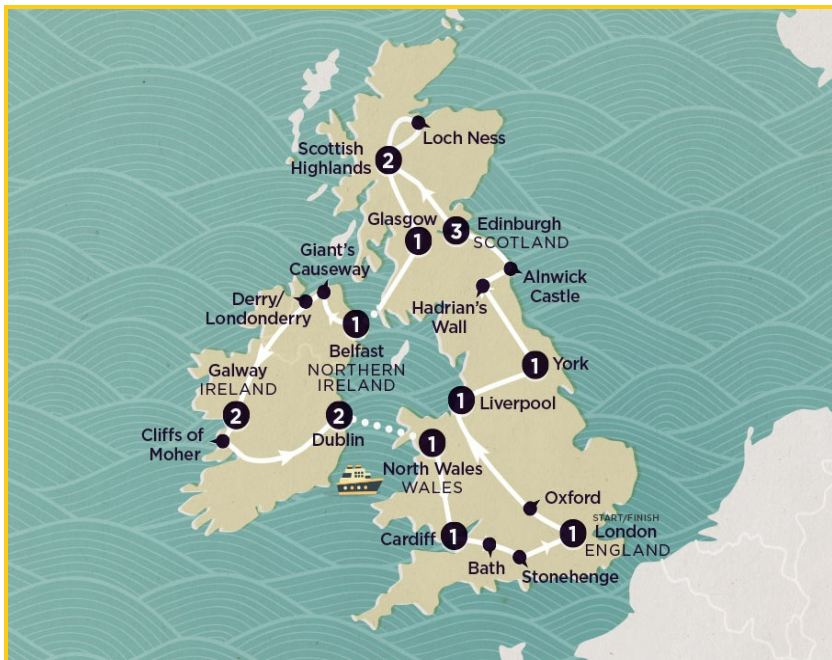 Loch Ness
Scottish
Highlands
2
Glasgow
1
3
Edinburgh
SCOTLAND
Giant's
Causeway
Alnwick
Castle
Derry/
Londonderry
Hadrian's
Wall
1
Belfast
NORTHERN
IRELAND
1
York
Galway
IRELAND
2
1
Liverpool
Cliffs of
Moher
2
Dublin
1
North Wales
WALES
Oxford
START/FINISH
1
London
ENGLAND
Cardiff
1
Bath
Stonehenge